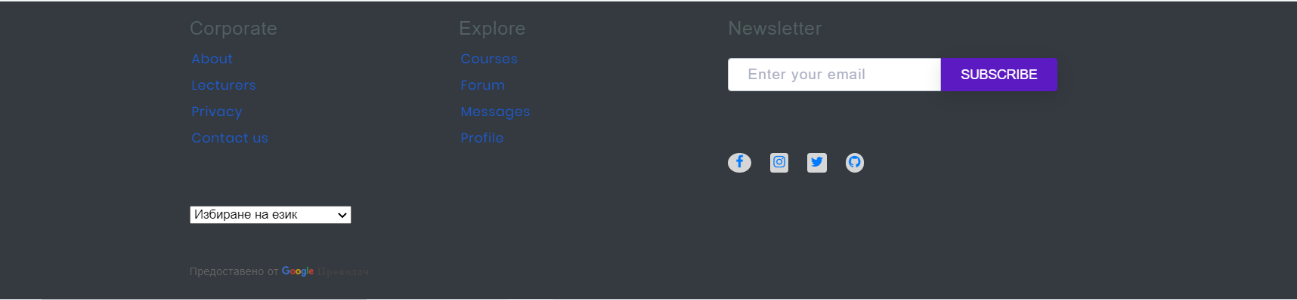 Corporate
About
Lecturers
Privacy
Contact us
Explore
Courses
Forum
Messages
Profile
Newsletter
Enter your email
SUBSCRIBE
Избиране на език
Предоставено от Google Преводач